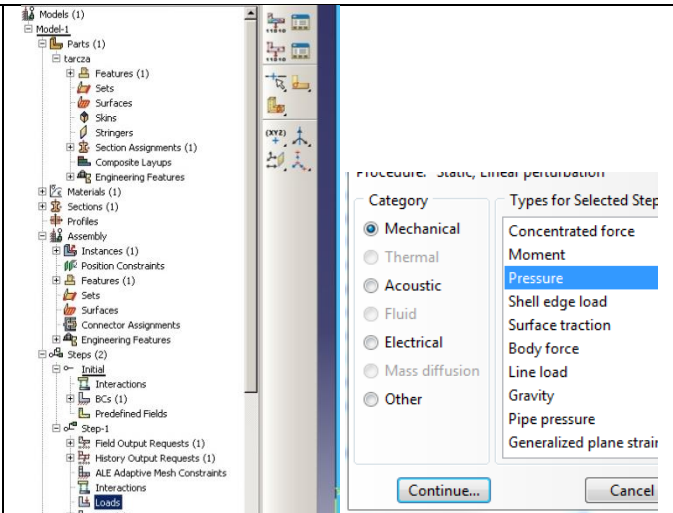 Models (1)
Model-1
Parts (1)
tarcza
Features (1)
Sets
Surfaces
Skins
Stringers
Section Assignments (1)
Composite Layups
Engineering Features
Materials (1)
Sections (1)
Profiles
Assembly
Instances (1)
Position Constraints
Features (1)
Sets
Surfaces
Connector Assignments
Engineering Features
Steps (2)
Initial
Interactions
BCs (1)
Predefined Fields
Step-1
Field Output Requests (1)
History Output Requests (1)
ALE Adaptive Mesh Constraints
Interactions
Loads
11010
11010
(XYZ)
Procedure: Static, Linear perturbation
Category
Mechanical
Thermal
Acoustic
Fluid
Electrical
Mass diffusion
Other
Types for Selected Step
Concentrated force
Moment
Pressure
Shell edge load
Surface traction
Body force
Line load
Gravity
Pipe pressure
Generalized plane strain
Continue...
Cancel